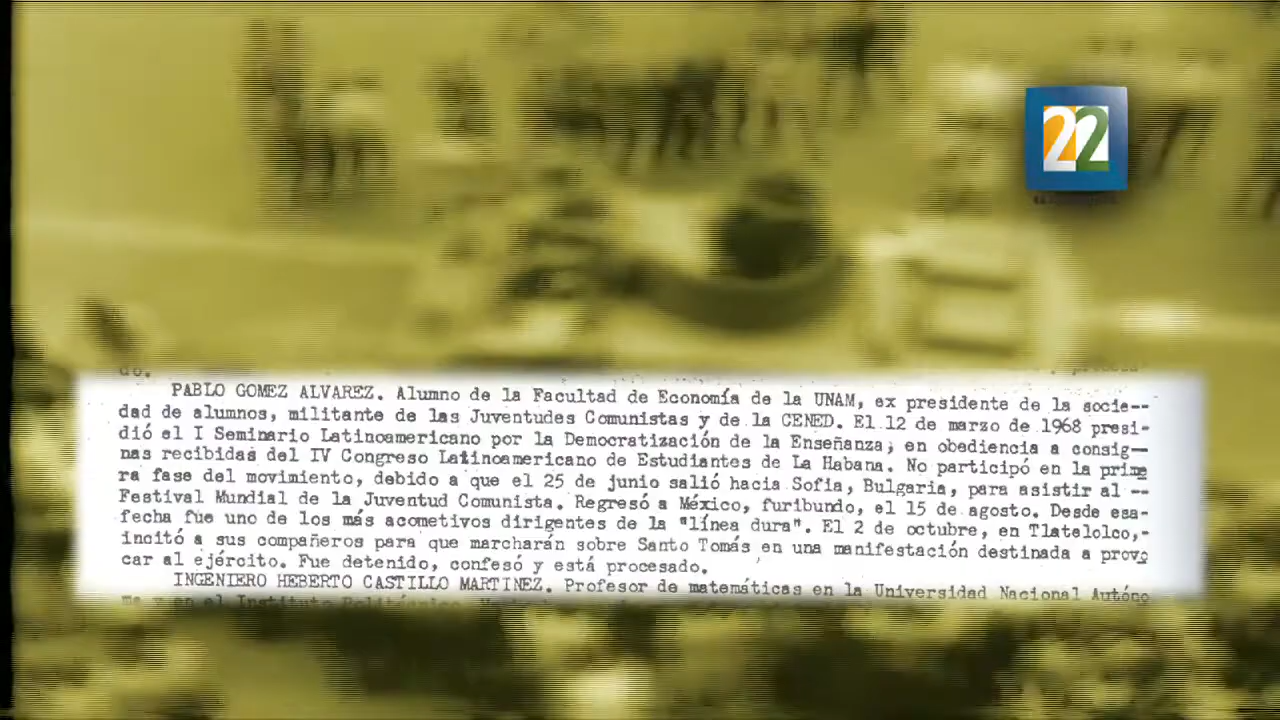 22
do.
PABLO GOMEZ ALVAREZ. Alumno de la Facultad de Economía de la UNAM, ex presidente de la socie--
dad de alumnos, militante de las Juventudes Comunistas y de la CENED. El 12 de marzo de 1968 presi-
dió el I Seminario Latinoamericano por la Democratización de la Enseñanza, en obediencia a consig—
nas recibidas del IV Congreso Latinoamericano de Estudiantes de La Habana. No participó en la prime
ra fase del movimiento, debido a que el 25 de junio salió hacia Sofia, Bulgaria, para asistir al --
Festival Mundial de la Juventud Comunista. Regresó a México, furibundo, el 15 de agosto. Desde esa-
fecha fue uno de los más acometivos dirigentes de la "línea dura". El 2 de octubre, en Tlatelolco,-
incitó a sus compañeros para que marcharán sobre Santo Tomás en una manifestación destinada a provo
car al ejército. Fue detenido, confesó y está procesado.
INGENIERO HEBERTO CASTILLO MARTINEZ. Profesor de matemáticas en la Universidad Nacional Autóno
ma y en el Instituto Politécnico